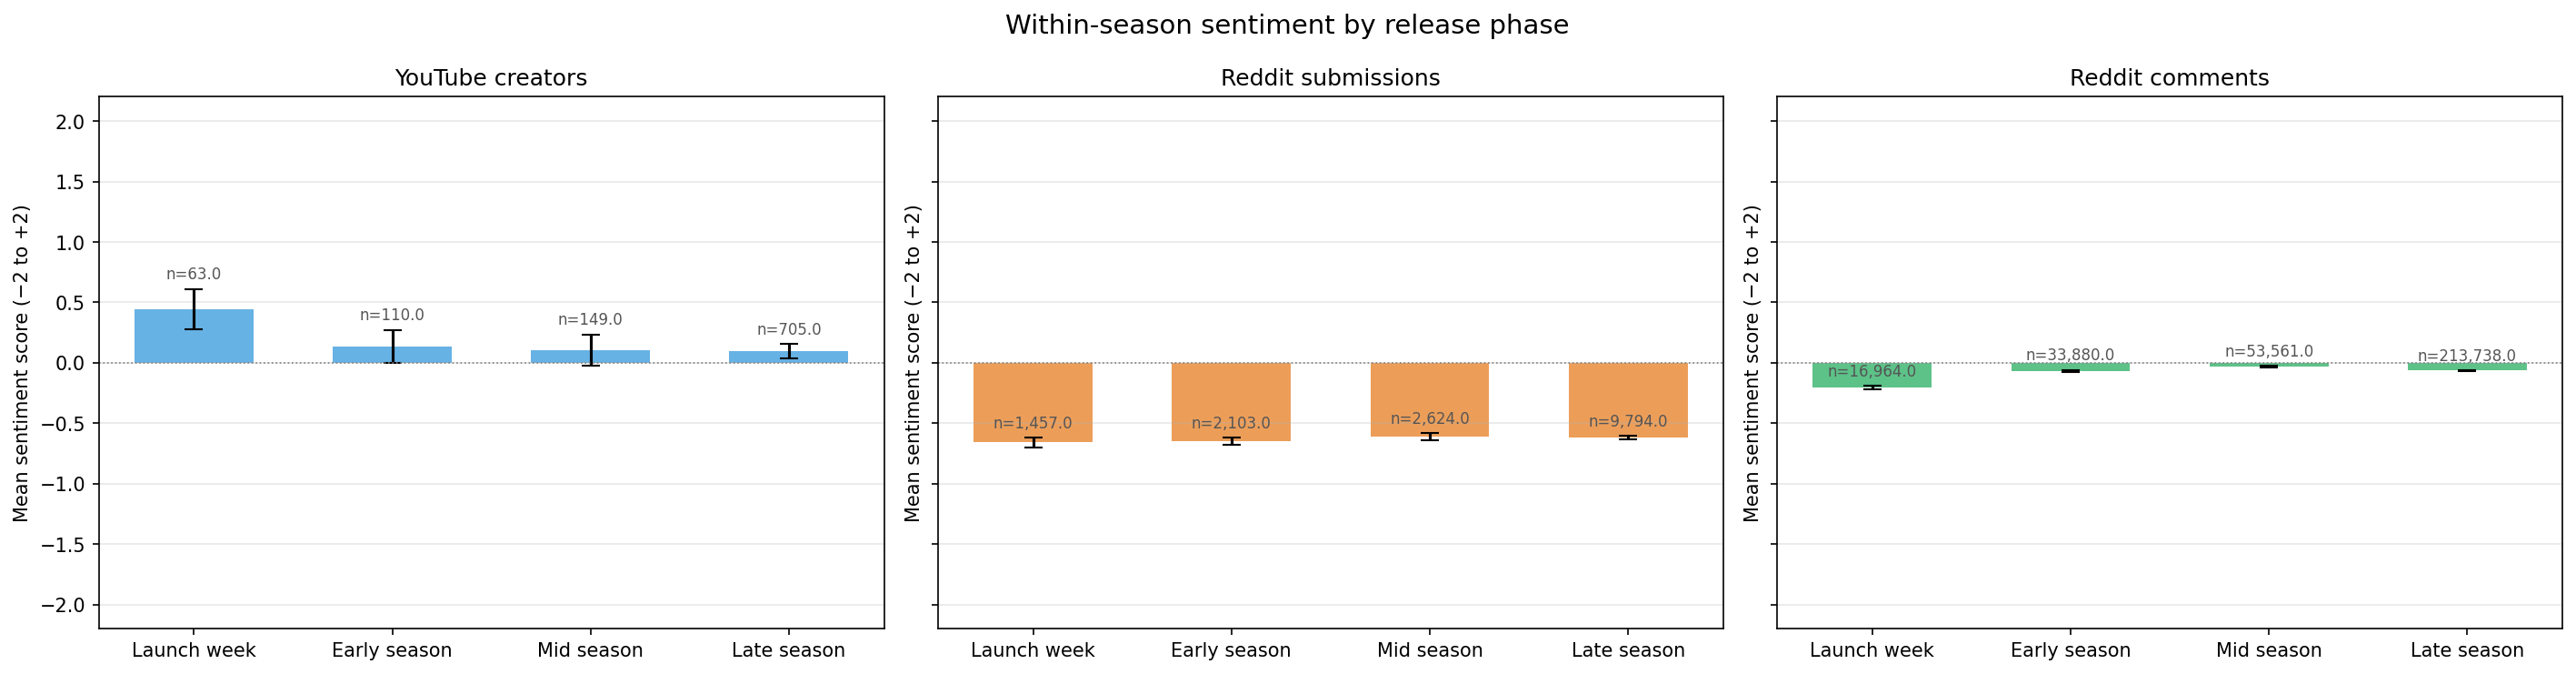 Within-season sentiment by release phase
YouTube creators
Mean sentiment score (−2 to +2)
2.0
1.5
1.0
0.5
0.0
−0.5
−1.0
−1.5
−2.0
n=63.0
n=110.0
n=149.0
n=705.0
Launch week
Early season
Mid season
Late season
Reddit submissions
Mean sentiment score (−2 to +2)
n=1,457.0
n=2,103.0
n=2,624.0
n=9,794.0
Launch week
Early season
Mid season
Late season
Reddit comments
Mean sentiment score (−2 to +2)
n=16,964.0
n=33,880.0
n=53,561.0
n=213,738.0
Launch week
Early season
Mid season
Late season